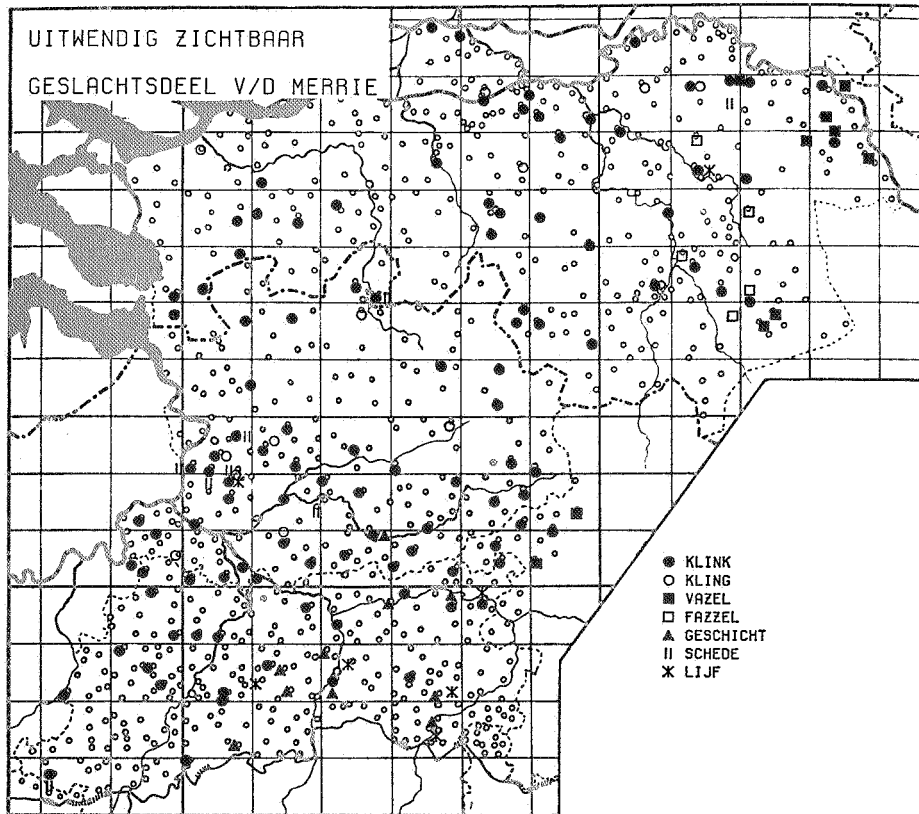 UITWENDIG ZICHTBAAR
GESLACHTSDEEL V/D MERRIE
KLINK
KLING
VAZEL
FAZZEL
GESCHICHT
SCHEDE
LIJF